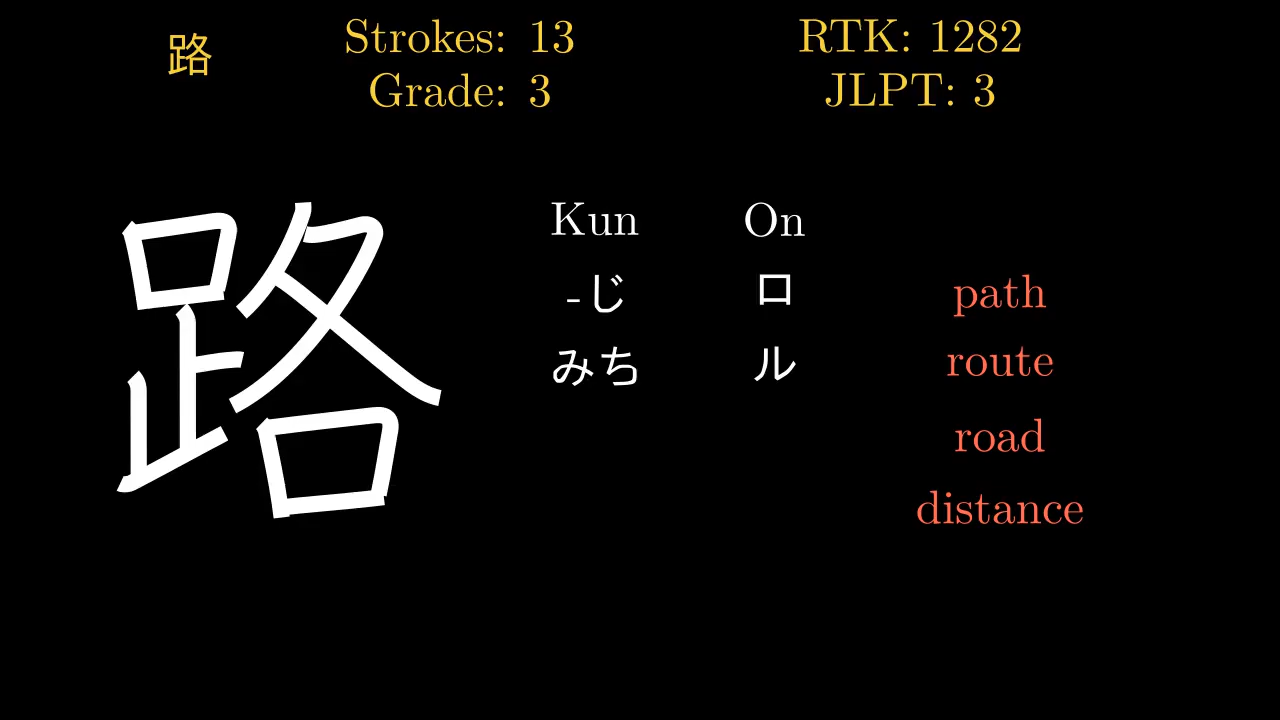 路
Strokes: 13
Grade: 3
RTK: 1282
JLPT: 3
路
Kun
-じ
みち
On
ロ
ル
path
route
road
distance